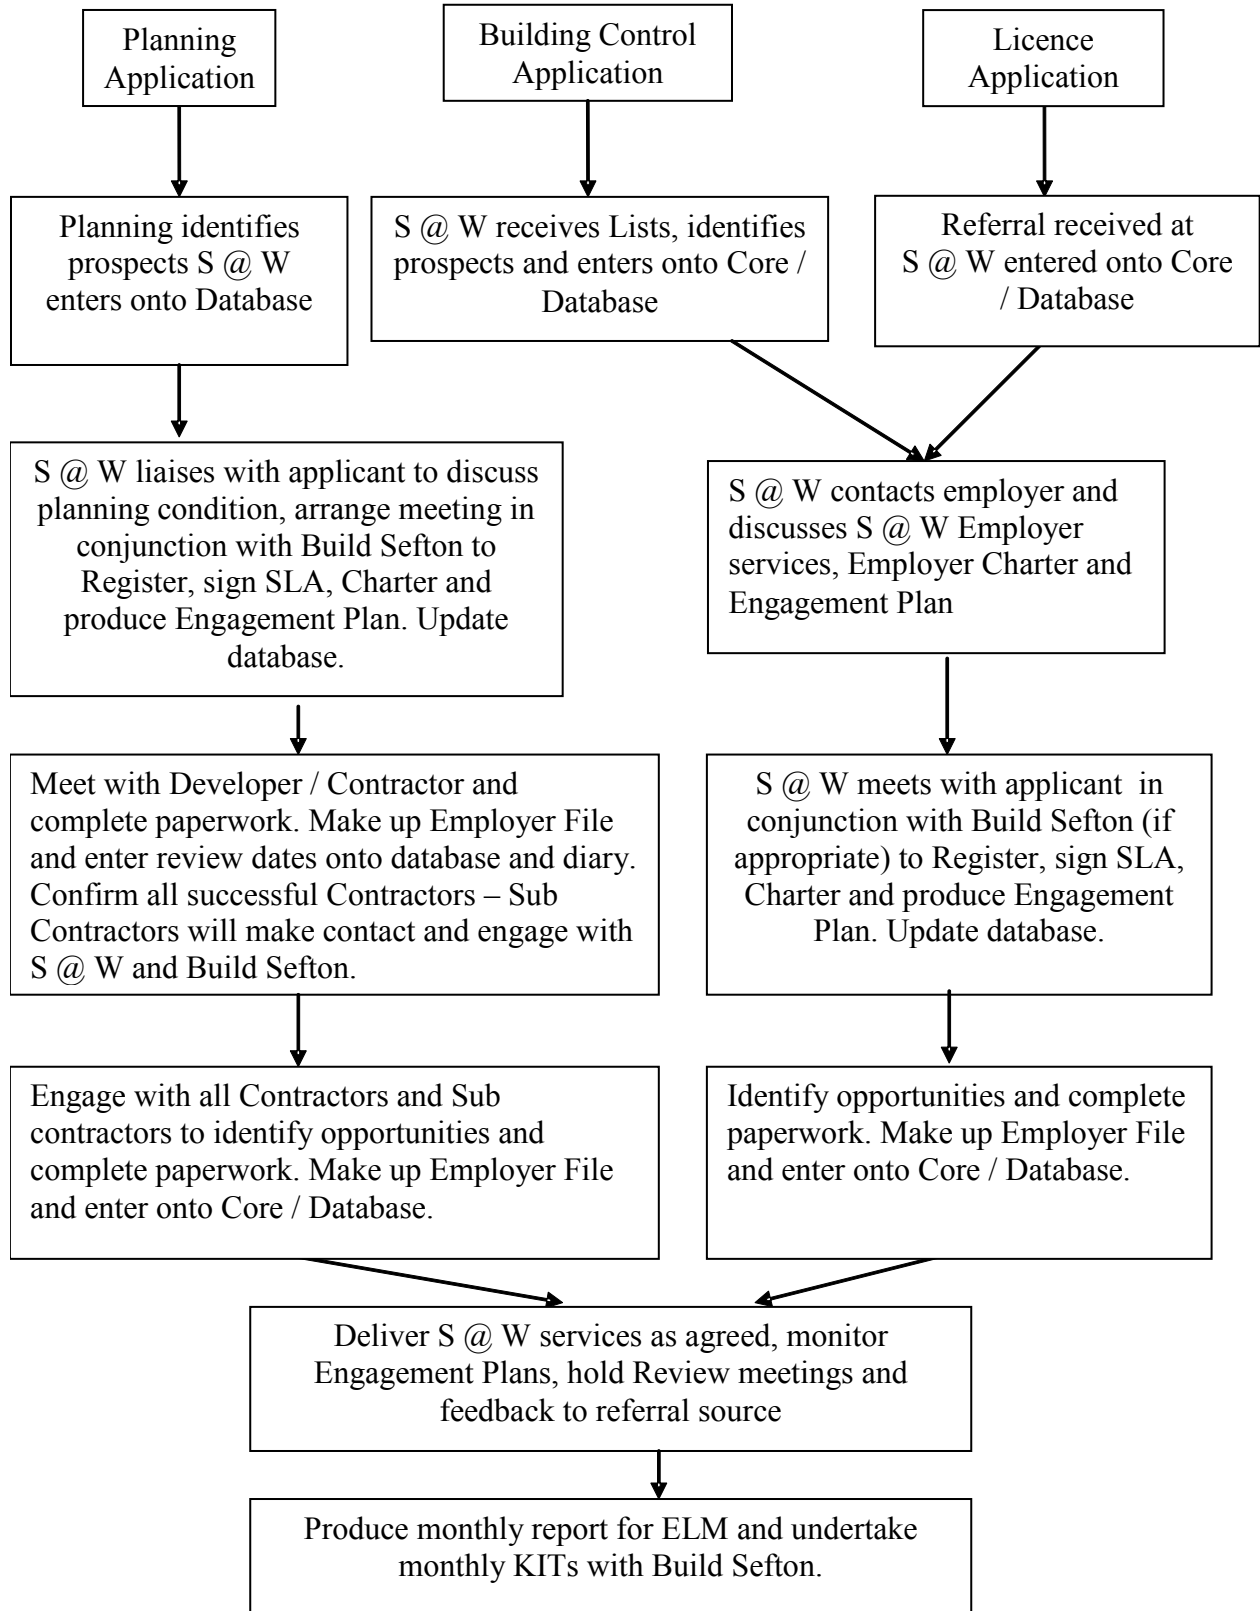 Planning
Application
Building Control
Application
Licence
Application
Planning identifies
prospects S @ W
enters onto Database
S @ W receives Lists, identifies
prospects and enters onto Core /
Database
Referral received at
S @ W entered onto Core
/ Database
S @ W liaises with applicant to discuss
planning condition, arrange meeting in
conjunction with Build Sefton to
Register, sign SLA, Charter and
produce Engagement Plan. Update
database.
S @ W contacts employer and
discusses S @ W Employer
services, Employer Charter and
Engagement Plan
Meet with Developer / Contractor and
complete paperwork. Make up Employer File
and enter review dates onto database and diary.
Confirm all successful Contractors – Sub
Contractors will make contact and engage with
S @ W and Build Sefton.
S @ W meets with applicant in
conjunction with Build Sefton (if
appropriate) to Register, sign SLA,
Charter and produce Engagement
Plan. Update database.
Engage with all Contractors and Sub
contractors to identify opportunities and
complete paperwork. Make up Employer File
and enter onto Core / Database.
Identify opportunities and complete
paperwork. Make up Employer File
and enter onto Core / Database.
Deliver S @ W services as agreed, monitor
Engagement Plans, hold Review meetings and
feedback to referral source
Produce monthly report for ELM and undertake
monthly KITs with Build Sefton.